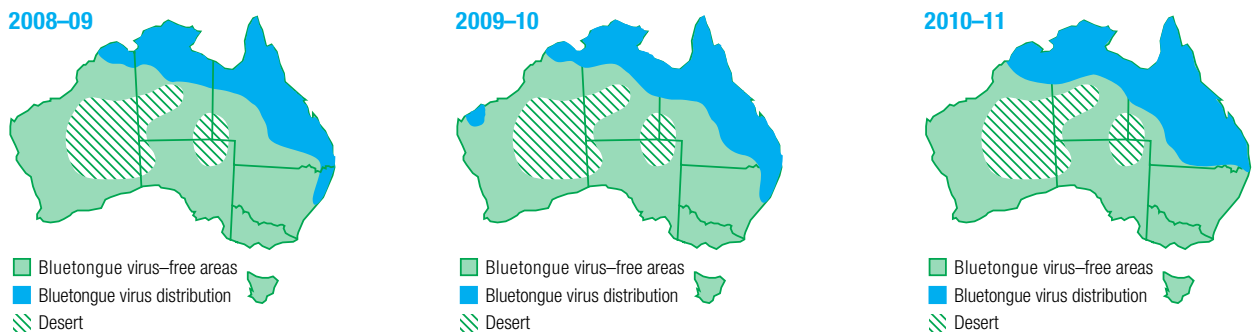 2008–09
Bluetongue virus–free areas
Bluetongue virus distribution
Desert
2009–10
Bluetongue virus–free areas
Bluetongue virus distribution
Desert
2010–11
Bluetongue virus–free areas
Bluetongue virus distribution
Desert